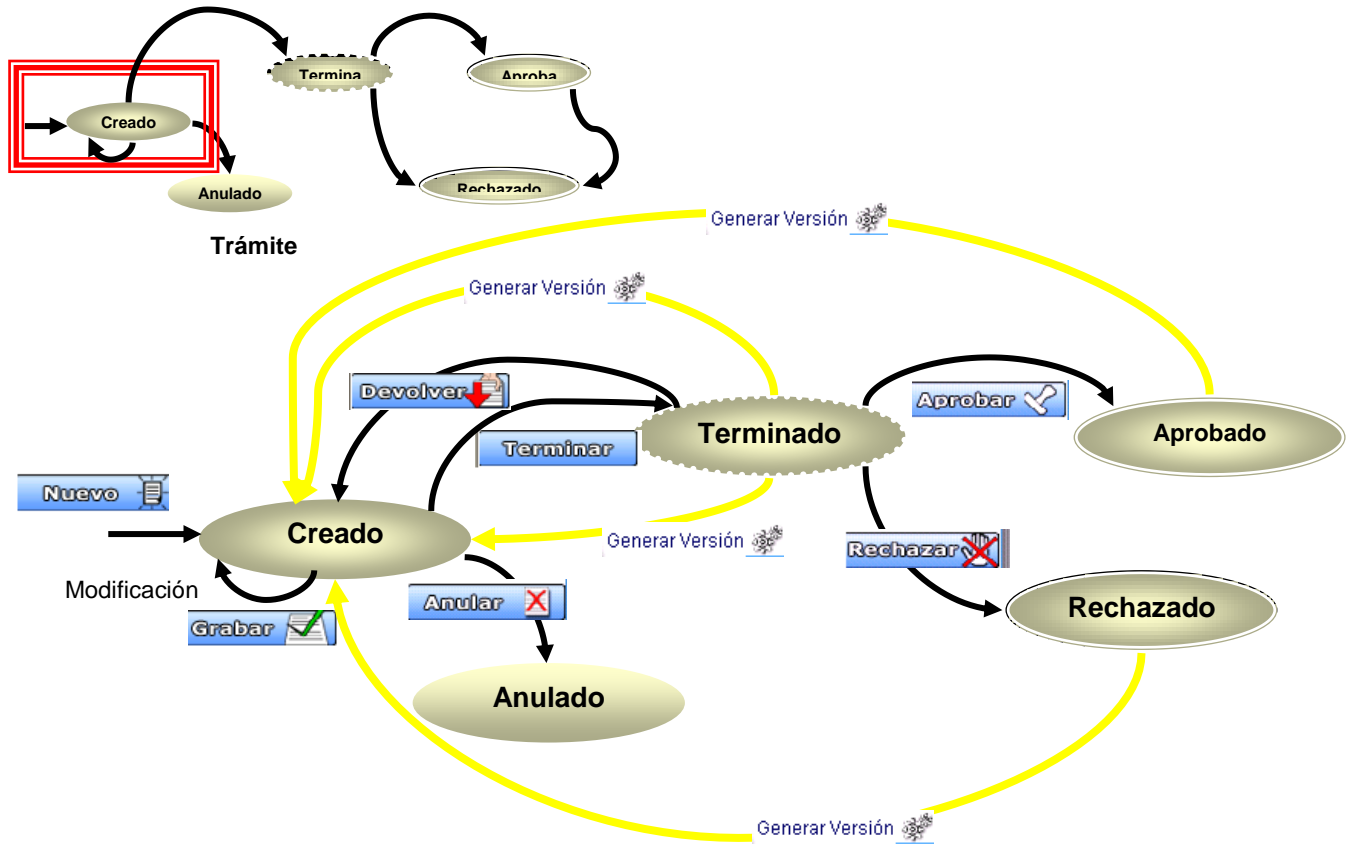 Termina
Aproba
Creado
Anulado
Rechazado
Trámite
Generar Versión
Generar Versión
Devolver
Aprobar
Terminado
Aprobado
Terminar
Nuevo
Creado
Generar Versión
Rechazar
Modificación
Anular
Rechazado
Grabar
Anulado
Generar Versión